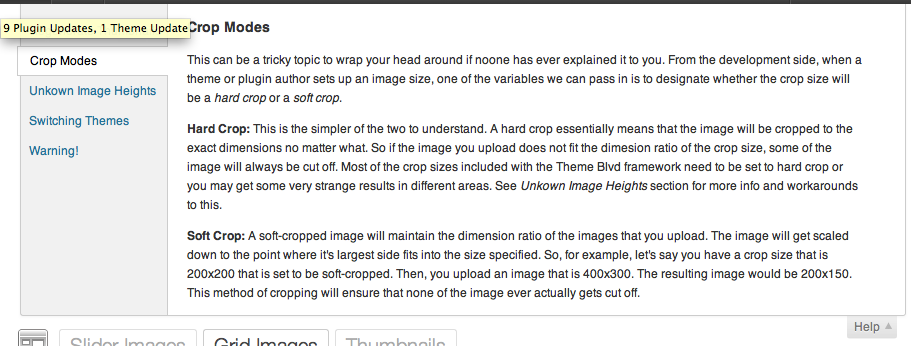 9 Plugin Updates, 1 Theme Update
Crop Modes
Crop Modes
Unkown Image Heights
Switching Themes
Warning!
This can be a tricky topic to wrap your head around if noone has ever explained it to you. From the development side, when a
theme or plugin author sets up an image size, one of the variables we can pass in is to designate whether the crop size will
be a hard crop or a soft crop.
Hard Crop: This is the simpler of the two to understand. A hard crop essentially means that the image will be cropped to the
exact dimensions no matter what. So if the image you upload does not fit the dimesion ratio of the crop size, some of the
image will always be cut off. Most of the crop sizes included with the Theme Blvd framework need to be set to hard crop or
you may get some very strange results in different areas. See Unkown Image Heights section for more info and workarounds
to this.
Soft Crop: A soft-cropped image will maintain the dimension ratio of the images that you upload. The image will get scaled
down to the point where it's largest side fits into the size specified. So, for example, let's say you have a crop size that is
200x200 that is set to be soft-cropped. Then, you upload an image that is 400x300. The resulting image would be 200x150.
This method of cropping will ensure that none of the image ever actually gets cut off.
Help
Slider Images
Grid Images
Thumbnails